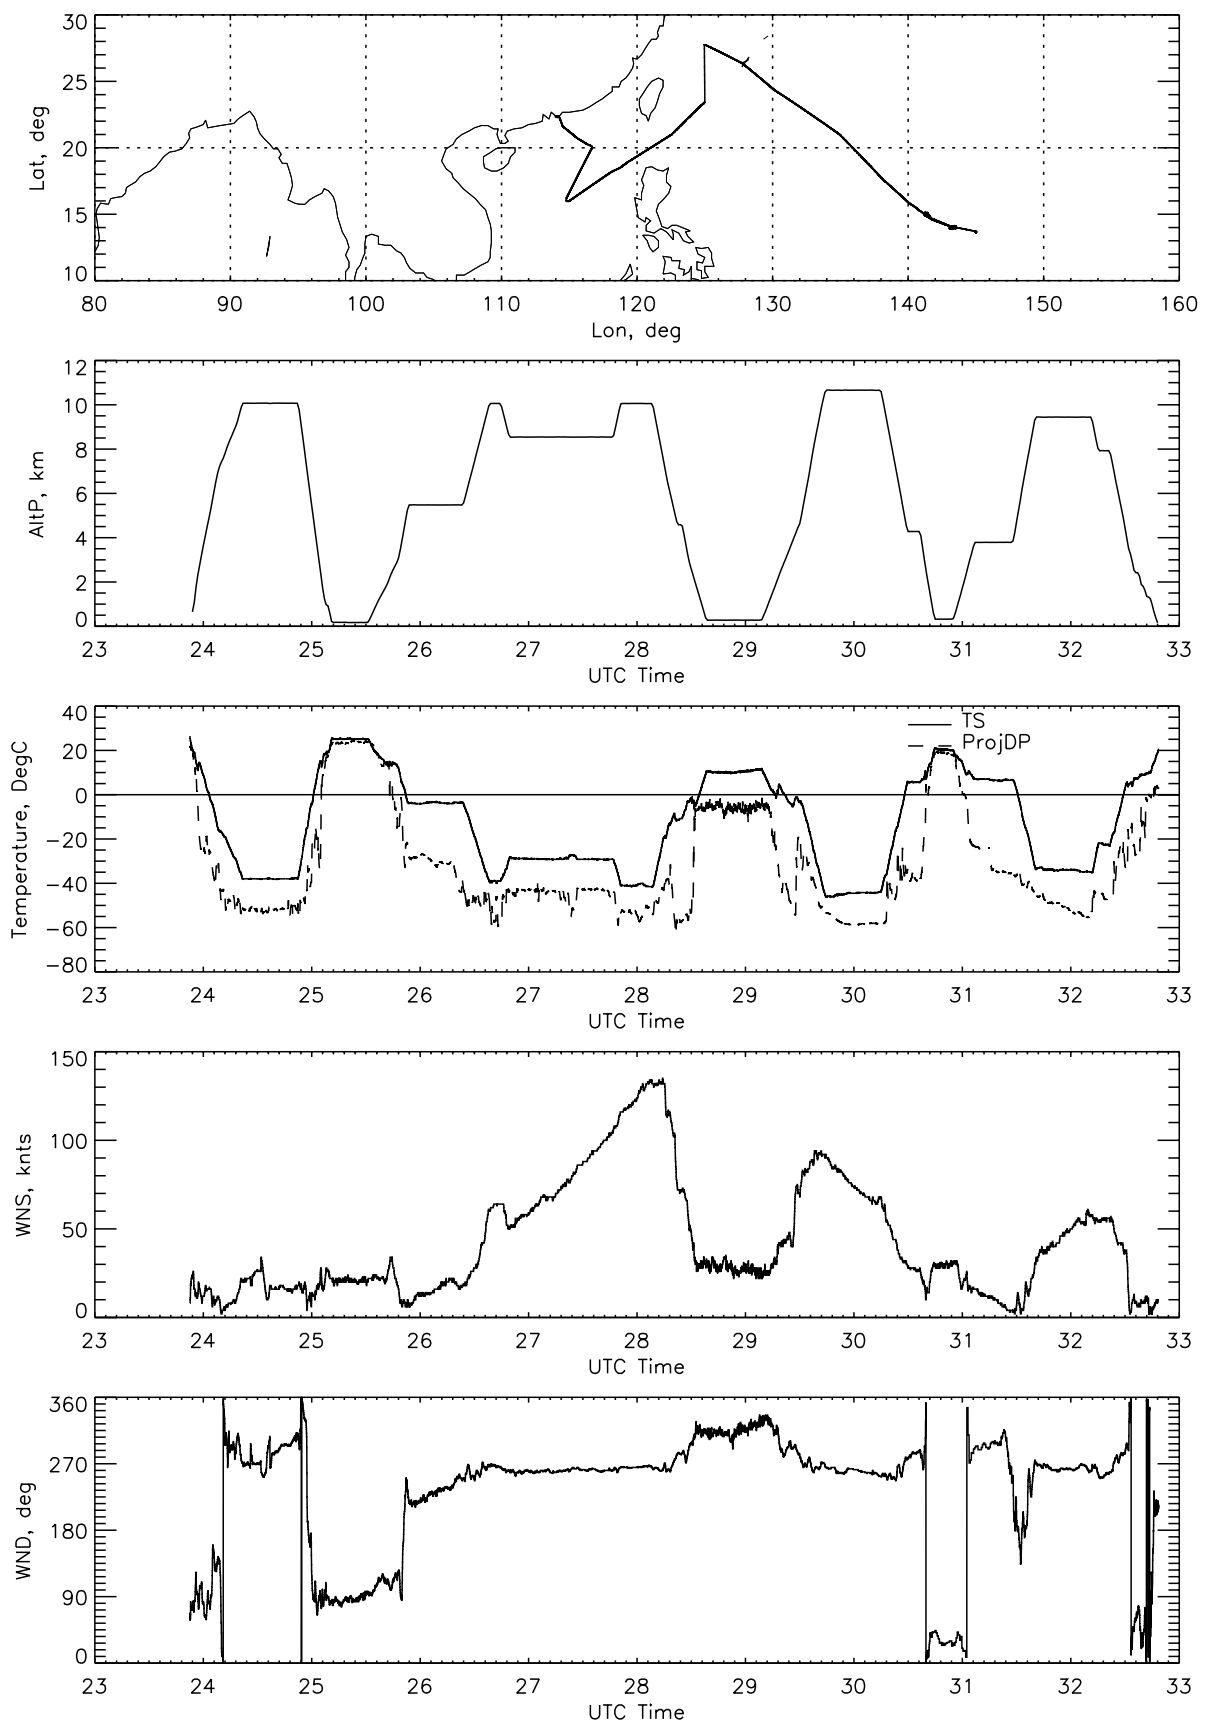 30
25
20
15
10
Lat, deg
80 90 100 110 120 130 140 150 160
Lon, deg
12
10
8
6
4
2
0
AltP, km
23 24 25 26 27 28 29 30 31 32 33
UTC Time
40
20
0
−20
−40
−60
−80
Temperature, DegC
TS
ProjDP
23 24 25 26 27 28 29 30 31 32 33
UTC Time
150
100
50
0
WNS, knts
23 24 25 26 27 28 29 30 31 32 33
UTC Time
360
270
180
90
0
WND, deg
23 24 25 26 27 28 29 30 31 32 33
UTC Time